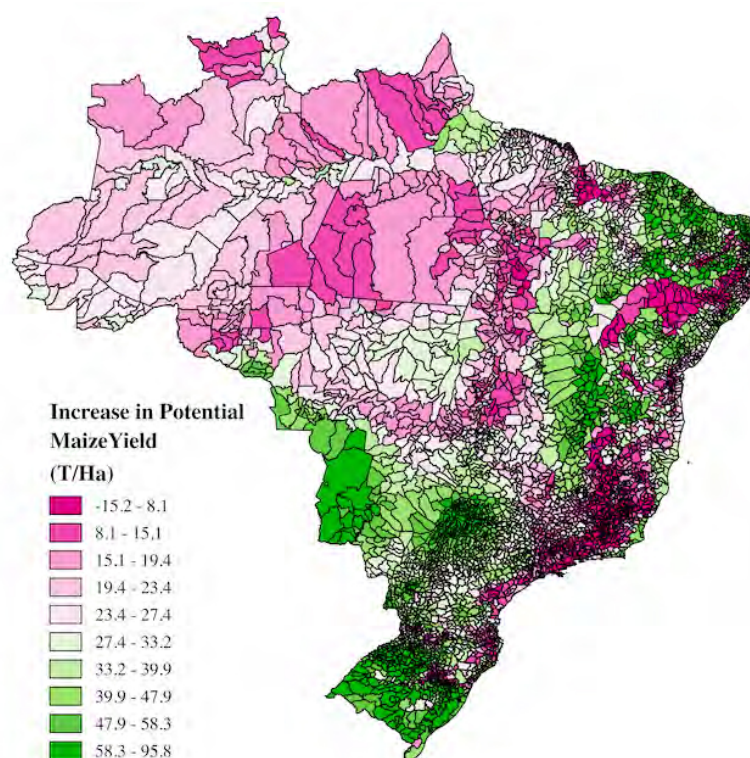 Increase in Potential
MaizeYield
(T/Ha)
-15.2 - 8.1
8.1 - 15.1
15.1 - 19.4
19.4 - 23.4
23.4 - 27.4
27.4 - 33.2
33.2 - 39.9
39.9 - 47.9
47.9 - 58.3
58.3 - 95.8